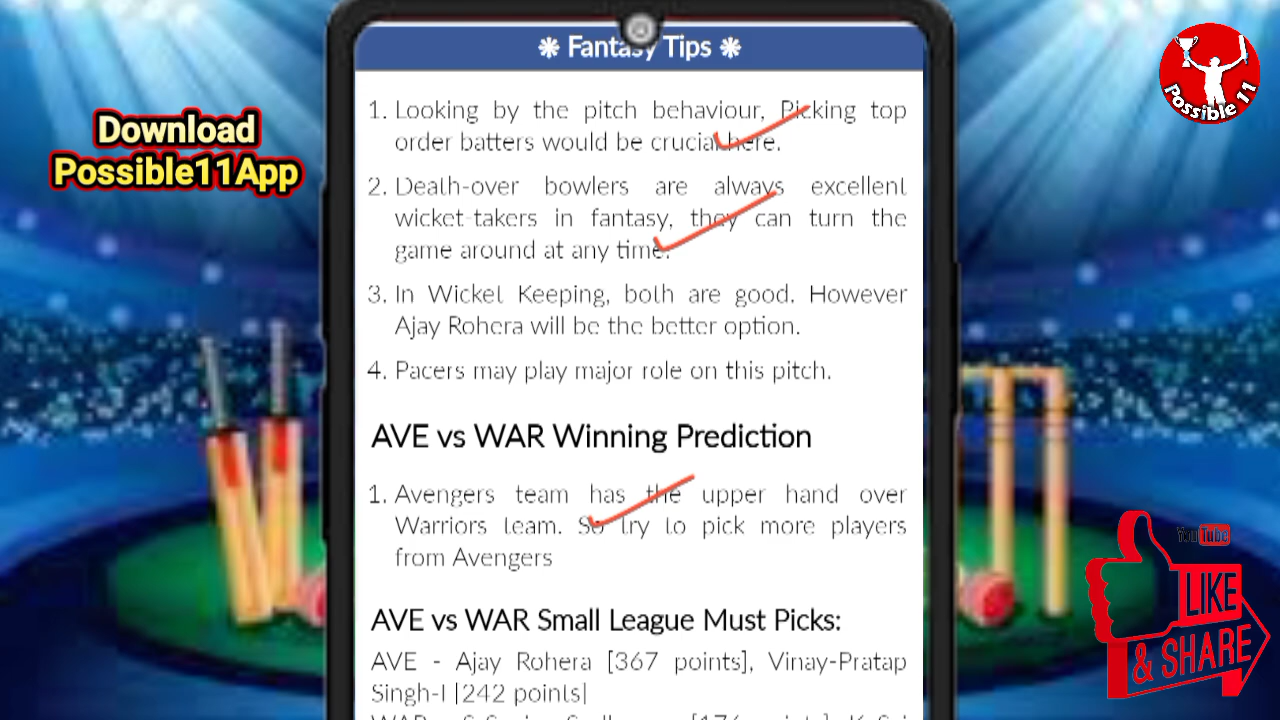 ❋ Fantasy Tips ❋
1. Looking by the pitch behaviour, Picking top
order batters would be crucial here.
2. Death-over bowlers are always excellent
wicket-takers in fantasy, they can turn the
game around at any time.
3. In Wicket Keeping, both are good. However
Ajay Rohera will be the better option.
4. Pacers may play major role on this pitch.
AVE vs WAR Winning Prediction
1. Avengers team has the upper hand over
Warriors team. So try to pick more players
from Avengers
AVE vs WAR Small League Must Picks:
AVE - Ajay Rohera [367 points], Vinay-Pratap
Singh-I [242 points]
Download
Possible11App
Possible 11
YouTube
LIKE
& SHARE